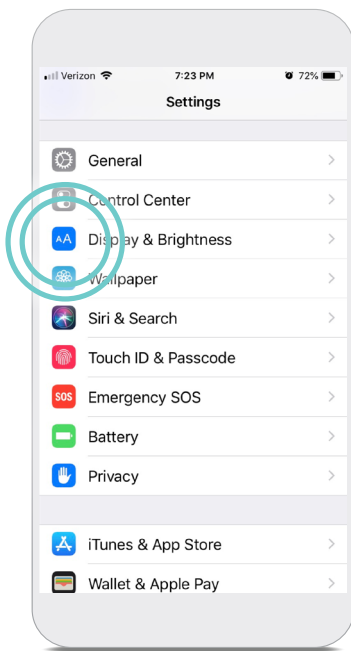 Verizon 7:23 PM 72%
Settings
General
Control Center
AA Display & Brightness
Wallpaper
Siri & Search
Touch ID & Passcode
SOS Emergency SOS
Battery
Privacy
iTunes & App Store
Wallet & Apple Pay